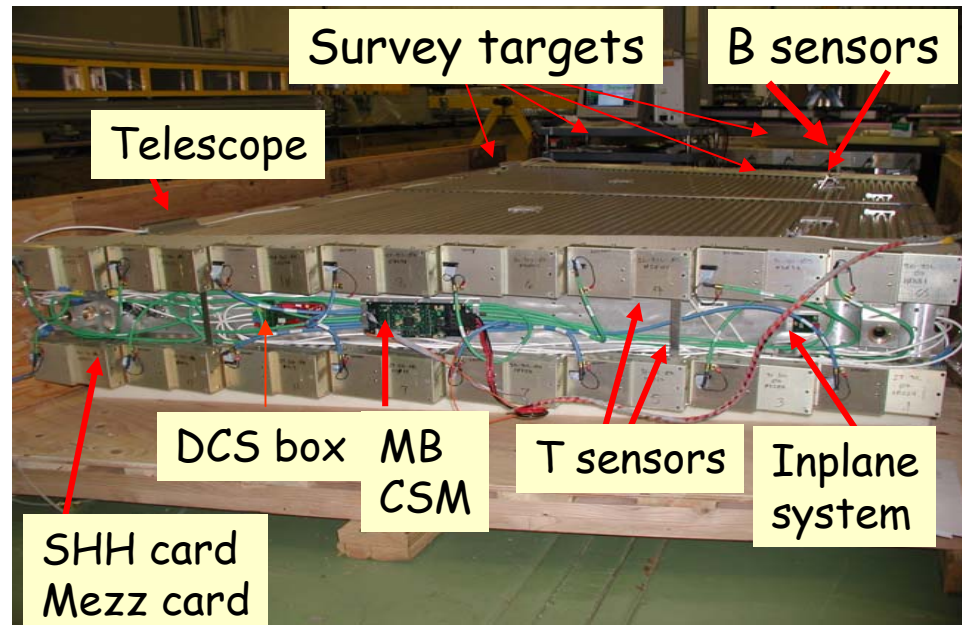 Survey targets
B sensors
Telescope
DCS box
MB
CSM
T sensors
Inplane
system
SHH card
Mezz card